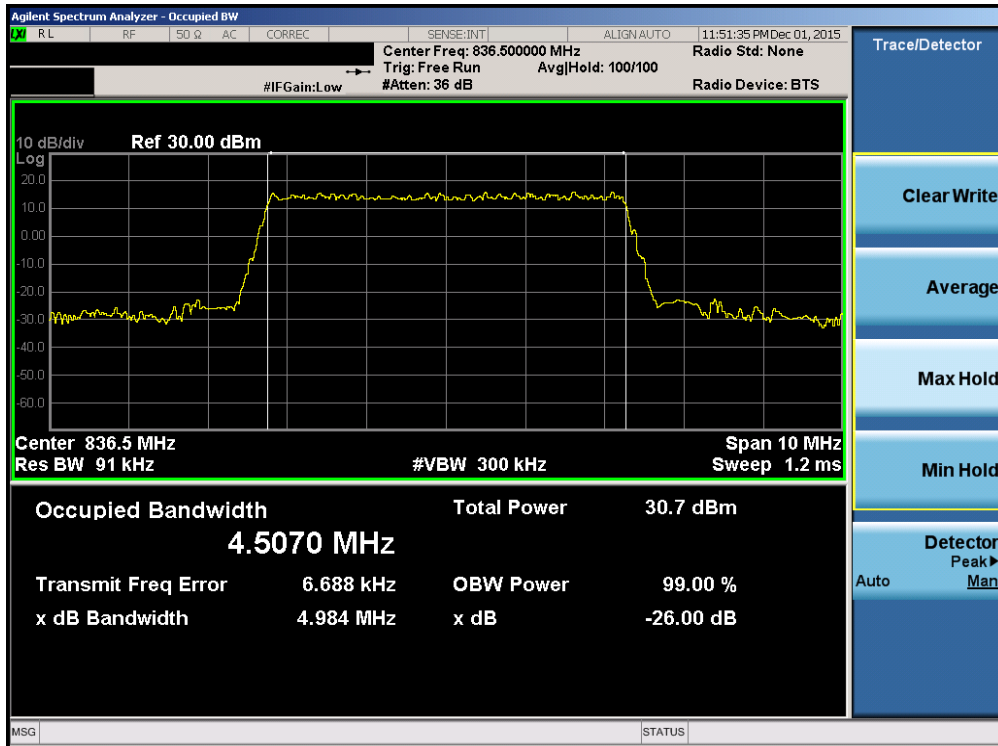 Agilent Spectrum Analyzer - Occupied BW
LXI RL RF 50 Ω AC CORREC SENSE:INT ALIGN AUTO 11:51:35 PM Dec 01, 2015
Center Freq: 836.500000 MHz Radio Std: None
Trig: Free Run Avg|Hold: 100/100
#IFGain:Low #Atten: 36 dB Radio Device: BTS
10 dB/div Ref 30.00 dBm
Log
20.0
10.0
0.00
-10.0
-20.0
-30.0
-40.0
-50.0
-60.0
Center 836.5 MHz Span 10 MHz
Res BW 91 kHz #VBW 300 kHz Sweep 1.2 ms
Occupied Bandwidth Total Power 30.7 dBm
4.5070 MHz
Transmit Freq Error 6.688 kHz OBW Power 99.00 %
x dB Bandwidth 4.984 MHz x dB -26.00 dB
Trace/Detector
Clear Write
Average
Max Hold
Min Hold
Detector
Peak▶
Auto Man
MSG STATUS